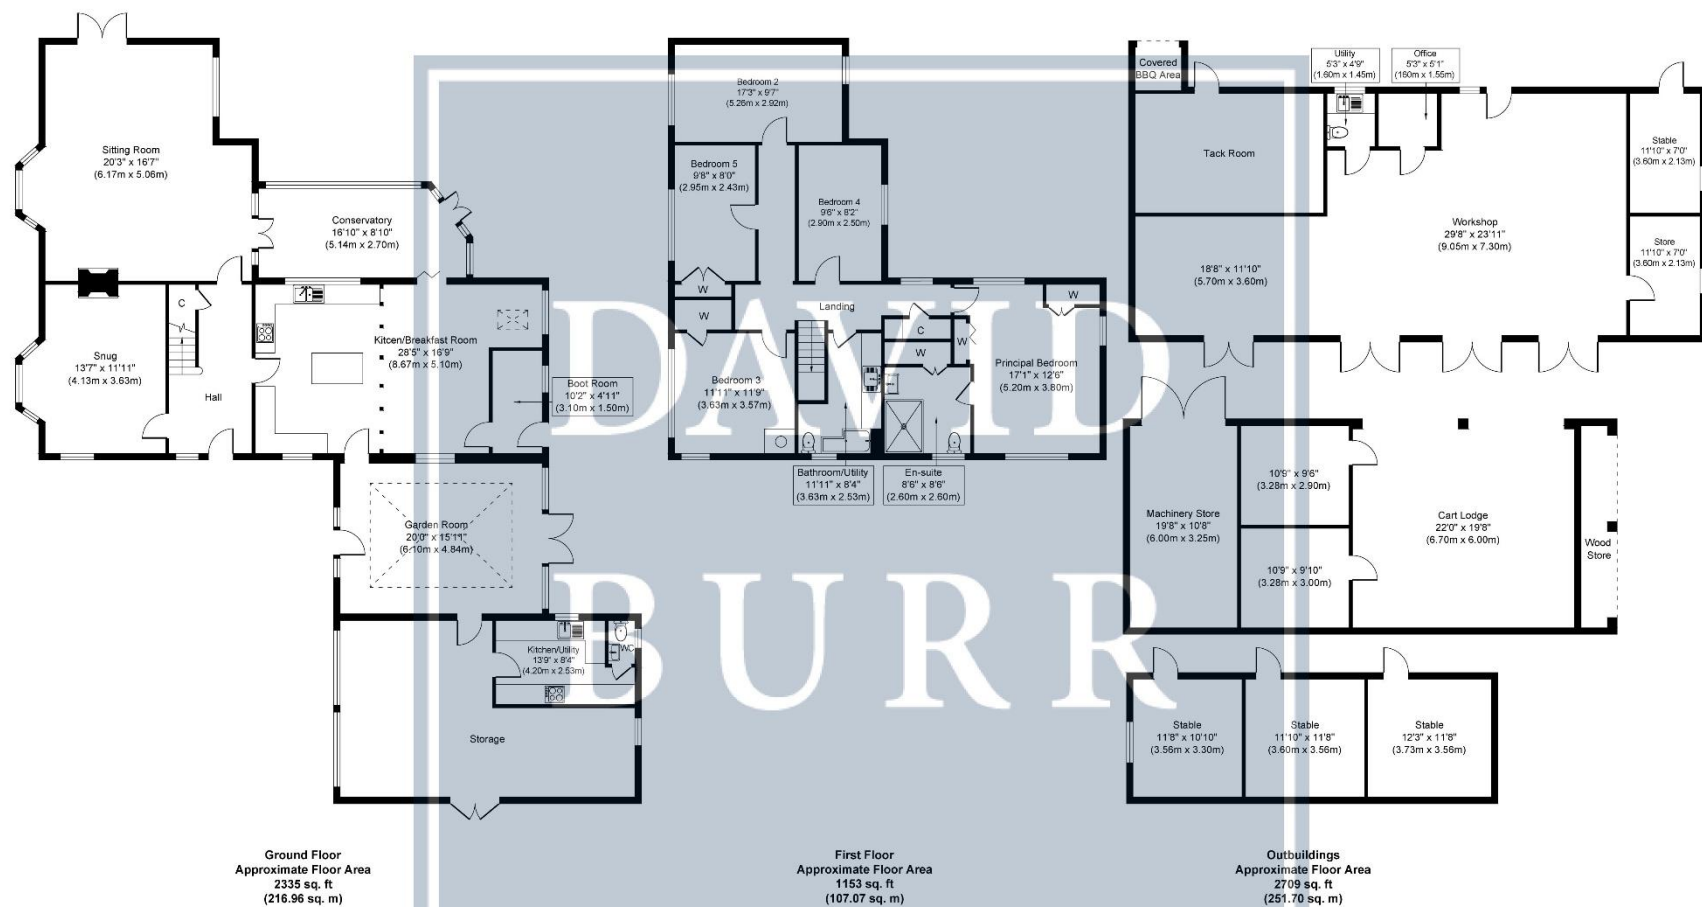 Sitting Room
20'3" x 16'7"
(6.17m x 5.06m)
Conservatory
16'10" x 8'10"
(5.14m x 2.70m)
C
Snug
13'7" x 11'11"
(4.13m x 3.63m)
Hall
Kitcen/Breakfast Room
28'5" x 16'9"
(8.67m x 5.10m)
Boot Room
10'2" x 4'11"
(3.10m x 1.50m)
Garden Room
20'0" x 15'11"
(6.10m x 4.84m)
Kitchen/Utility
13'9" x 8'4"
(4.20m x 2.53m)
WC
Storage
Ground Floor
Approximate Floor Area
2335 sq. ft
(216.96 sq. m)
Bedroom 2
17'3" x 9'7"
(5.26m x 2.92m)
Bedroom 5
9'8" x 8'0"
(2.95m x 2.43m)
Bedroom 4
9'6" x 8'2"
(2.90m x 2.50m)
W
W
Landing
C
W
W
W
Principal Bedroom
17'1" x 12'6"
(5.20m x 3.80m)
Bedroom 3
11'11" x 11'9"
(3.63m x 3.57m)
Bathroom/Utility
11'11" x 8'4"
(3.63m x 2.53m)
En-suite
8'6" x 8'6"
(2.60m x 2.60m)
DAVID
BURR
First Floor
Approximate Floor Area
1153 sq. ft
(107.07 sq. m)
Covered
BBQ Area
Utility
5'3" x 4'9"
(1.60m x 1.45m)
Office
5'3" x 5'1"
(160m x 1.55m)
Tack Room
Stable
11'10" x 7'0"
(3.60m x 2.13m)
Workshop
29'8" x 23'11"
(9.05m x 7.30m)
Store
11'10" x 7'0"
(3.60m x 2.13m)
18'8" x 11'10"
(5.70m x 3.60m)
Machinery Store
19'8" x 10'8"
(6.00m x 3.25m)
10'9" x 9'6"
(3.28m x 2.90m)
10'9" x 9'10"
(3.28m x 3.00m)
Cart Lodge
22'0" x 19'8"
(6.70m x 6.00m)
Wood
Store
Stable
11'8" x 10'10"
(3.56m x 3.30m)
Stable
11'10" x 11'8"
(3.60m x 3.56m)
Stable
12'3" x 11'8"
(3.73m x 3.56m)
Outbuildings
Approximate Floor Area
2709 sq. ft
(251.70 sq. m)